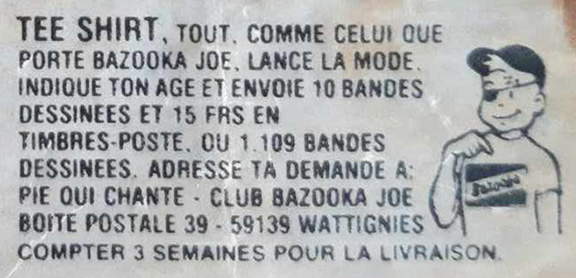 TEE SHIRT, TOUT. COMME CELUI QUE
PORTE BAZOOKA JOE, LANCE LA MODE.
INDIQUE TON AGE ET ENVOIE 10 BANDES
DESSINEES ET 15 FRS EN
TIMBRES-POSTE, OU 1.109 BANDES
DESSINEES. ADRESSE TA DEMANDE A:
PIE QUI CHANTE - CLUB BAZOOKA JOE
BOITE POSTALE 39 - 59139 WATTIGNIES
COMPTER 3 SEMAINES POUR LA LIVRAISON.
Bazooka